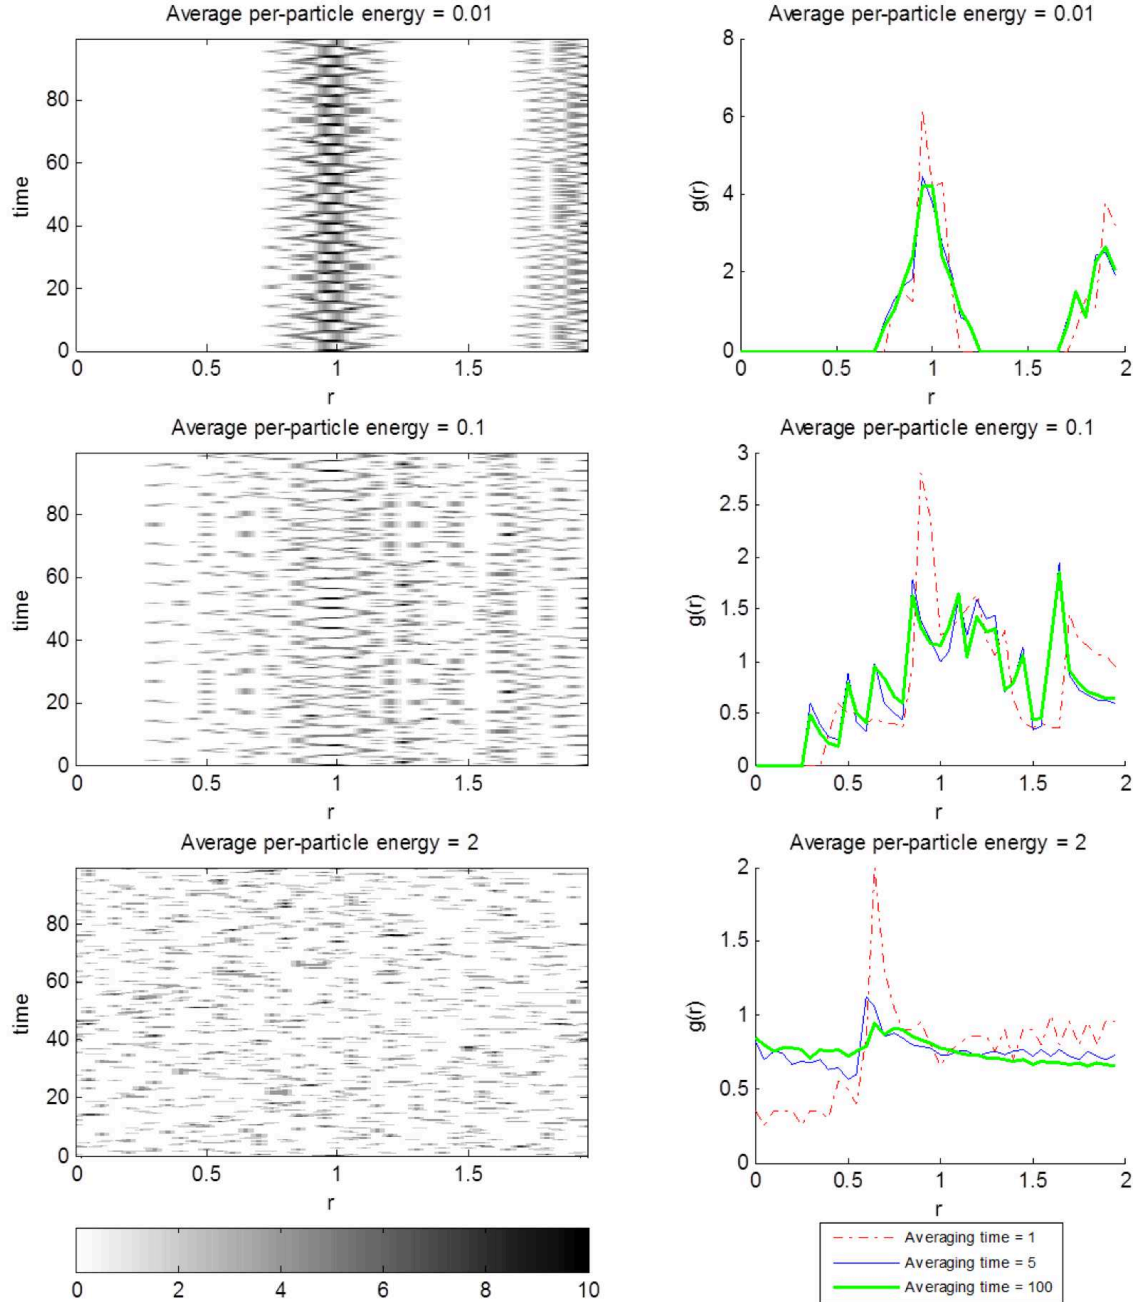 Average per-particle energy = 0.01
80
60
40
20
0
time
0 0.5 1 1.5
r
Average per-particle energy = 0.01
8
6
4
2
0
g(r)
0 0.5 1 1.5 2
r
Average per-particle energy = 0.1
80
60
40
20
0
time
0 0.5 1 1.5
r
Average per-particle energy = 0.1
3
2.5
2
1.5
1
0.5
0
g(r)
0 0.5 1 1.5 2
r
Average per-particle energy = 2
80
60
40
20
0
time
0 0.5 1 1.5
r
Average per-particle energy = 2
2
1.5
1
0.5
0
g(r)
0 0.5 1 1.5 2
r
0 2 4 6 8 10
Averaging time = 1
Averaging time = 5
Averaging time = 100